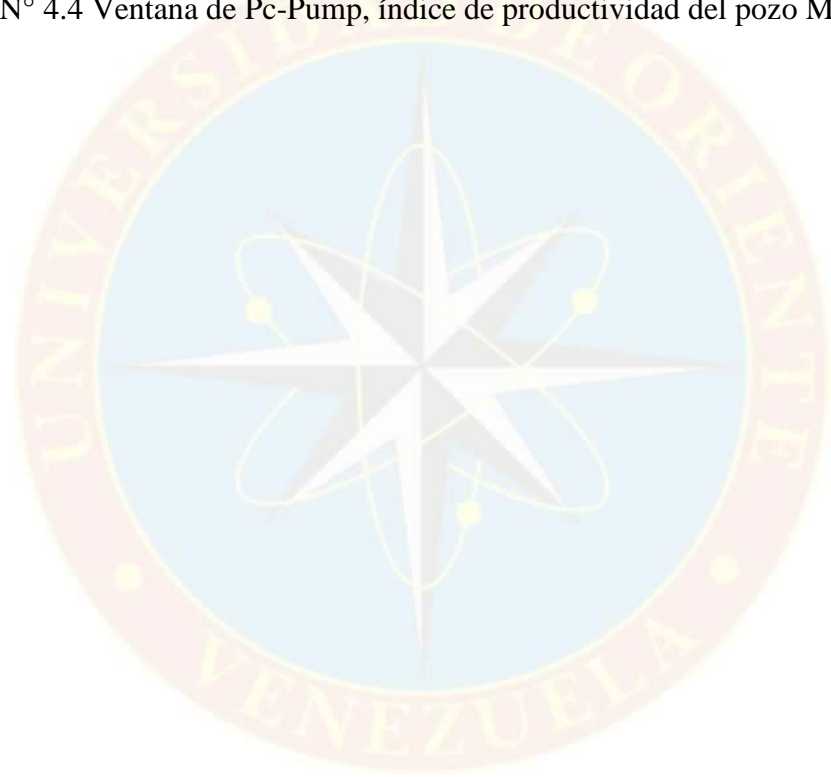 N° 4.4 Ventana de Pc-Pump, índice de productividad del pozo M
UNIVERSIDAD DE ORIENTE
VENEZUELA